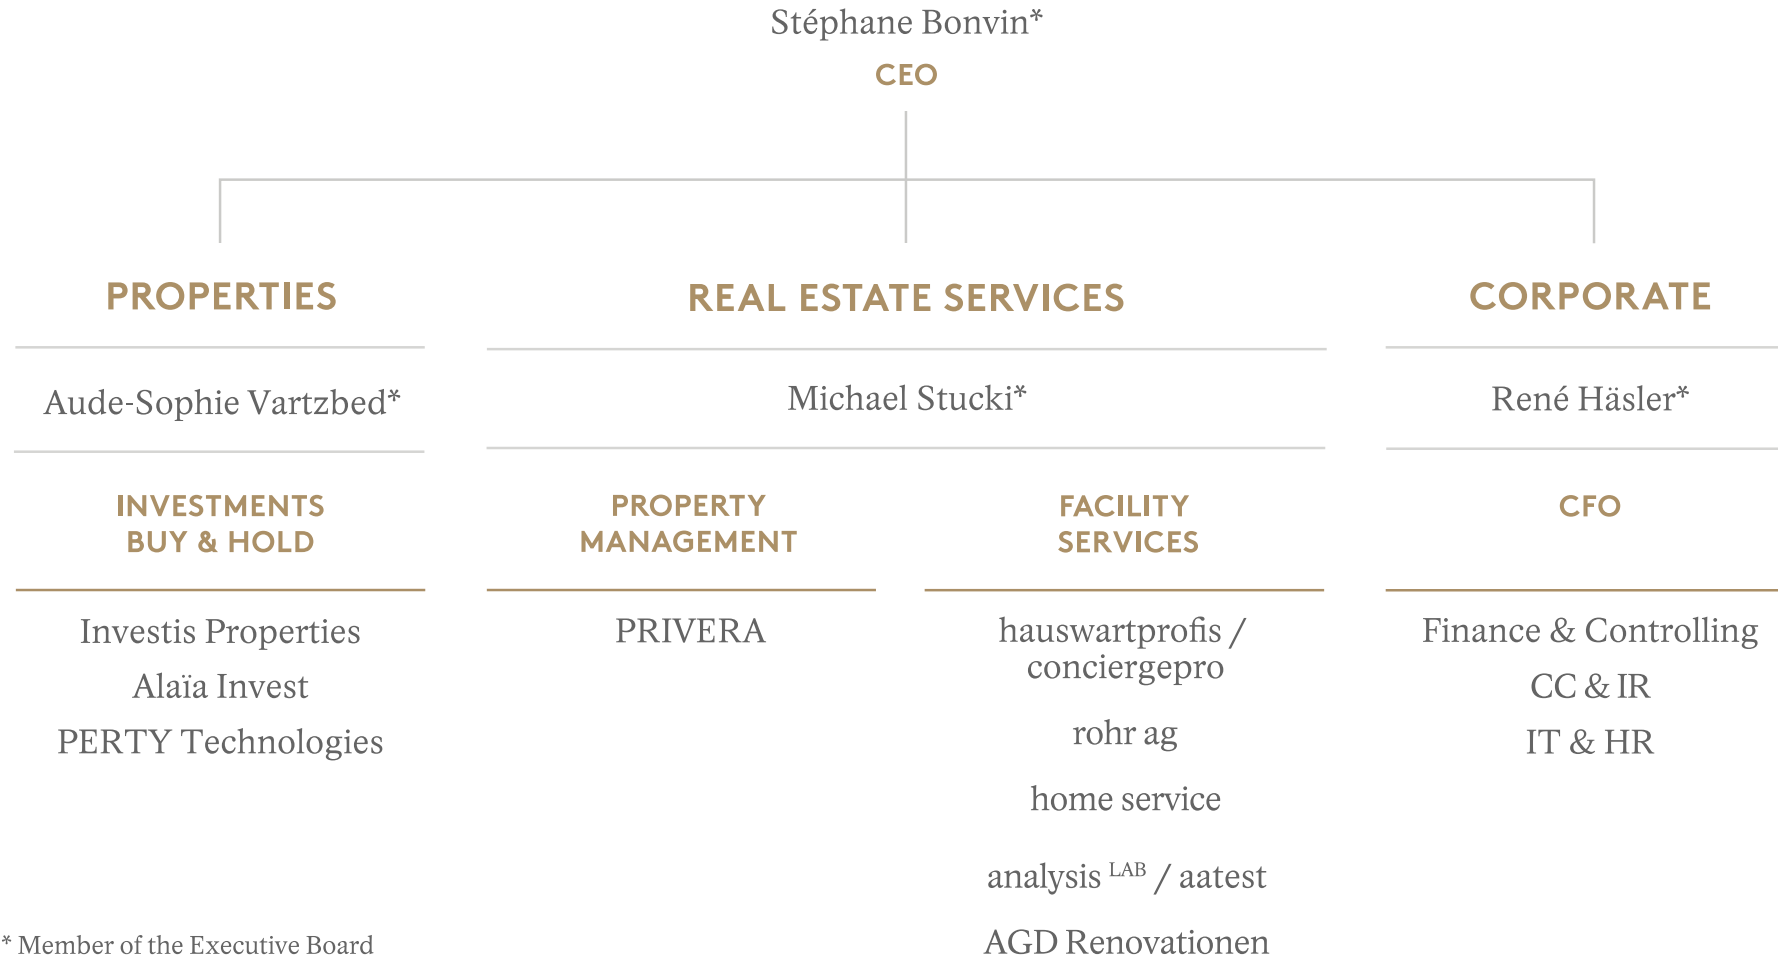 Stéphane Bonvin*
CEO
PROPERTIES
Aude-Sophie Vartzbed*
INVESTMENTS
BUY & HOLD
Investis Properties
Alaïa Invest
PERTY Technologies
REAL ESTATE SERVICES
Michael Stucki*
PROPERTY
MANAGEMENT
PRIVERA
FACILITY
SERVICES
hauswartprofis /
conciergepro
rohr ag
home service
analysis LAB / aatest
AGD Renovationen
CORPORATE
René Häsler*
CFO
Finance & Controlling
CC & IR
IT & HR
* Member of the Executive Board